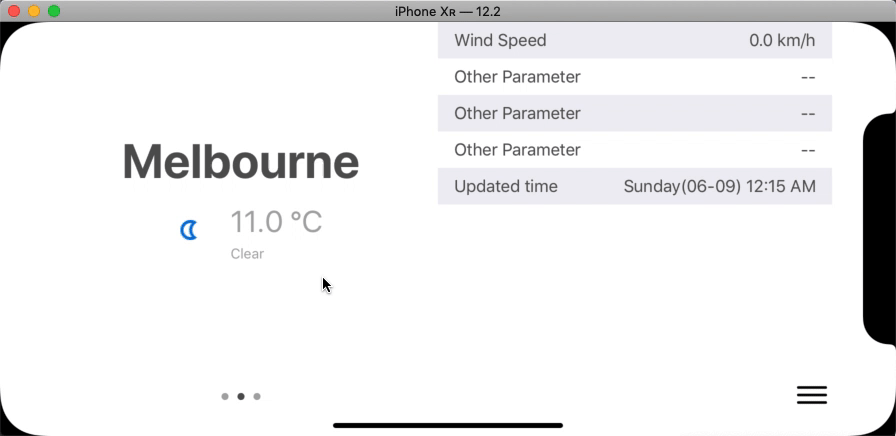 iPhone Xʀ — 12.2
Wind Speed 0.0 km/h
Other Parameter --
Other Parameter --
Other Parameter --
Updated time Sunday(06-09) 12:15 AM
Melbourne
11.0 °C
Clear